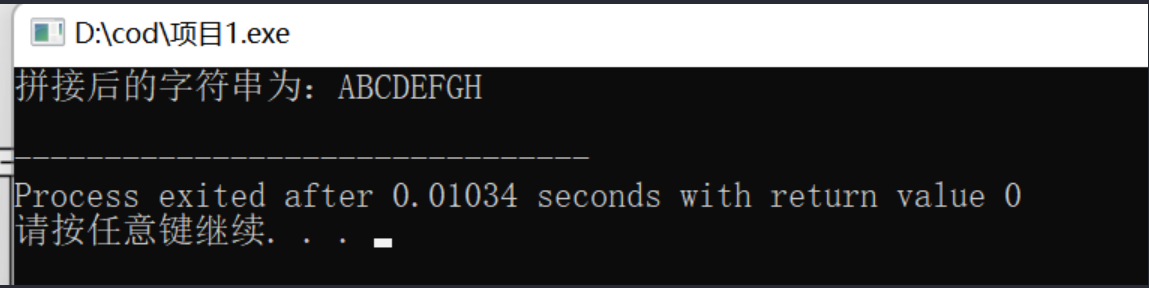 D:\cod\项目1.exe
拼接后的字符串为：ABCDEFGH
--------------------------------
Process exited after 0.01034 seconds with return value 0
请按任意键继续. . .